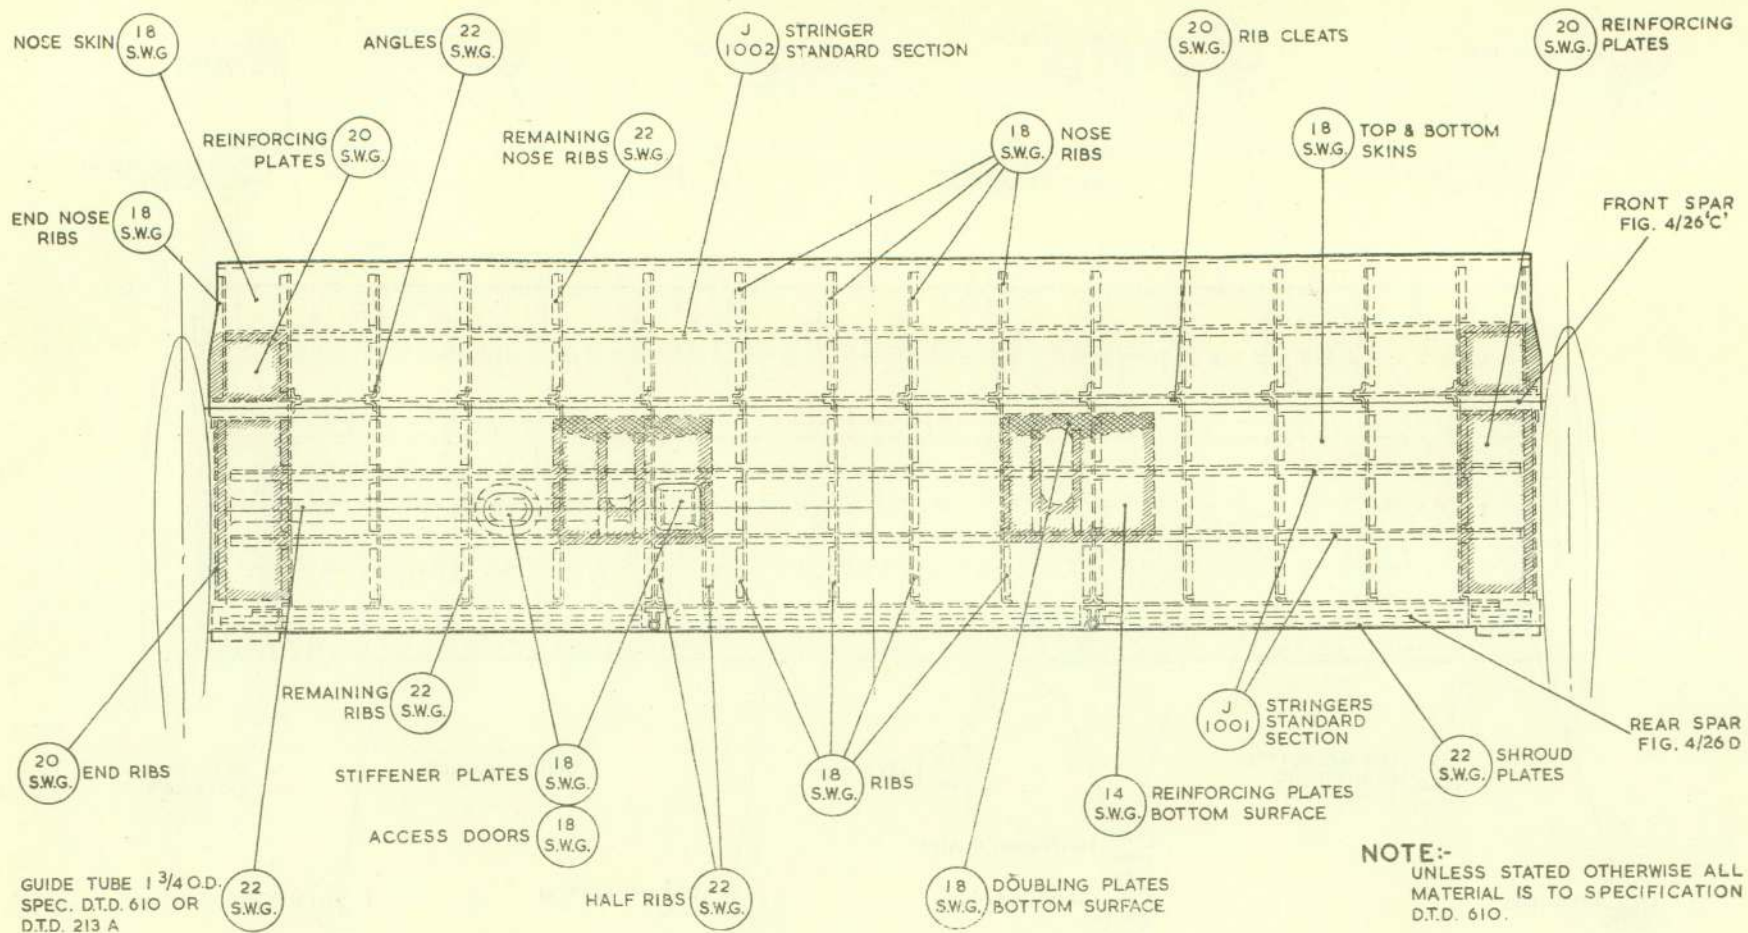 NOSE SKIN
18
S.W.G
ANGLES
22
S.W.G.
J
1002
STRINGER
STANDARD SECTION
20
S.W.G.
RIB CLEATS
20
S.W.G.
REINFORCING
PLATES
REINFORCING
PLATES
20
S.W.G.
REMAINING
NOSE RIBS
22
S.W.G
18
S.W.G.
NOSE
RIBS
18
S.W.G.
TOP & BOTTOM
SKINS
END NOSE
RIBS
18
S.W.G
FRONT SPAR
FIG. 4/26'C'
REMAINING
RIBS
22
S.W.G.
J
1001
STRINGERS
STANDARD
SECTION
REAR SPAR
FIG. 4/26 D
20
S.W.G.
END RIBS
STIFFENER PLATES
18
S.W.G.
18
S.W.G.
RIBS
14
S.W.G.
REINFORCING PLATES
BOTTOM SURFACE
22
S.W.G.
SHROUD
PLATES
ACCESS DOORS
18
S.W.G.
GUIDE TUBE 1 3/4 O.D.
SPEC. D.T.D. 610 OR
D.T.D. 213 A
22
S.W.G.
HALF RIBS
22
S.W.G.
18
S.W.G.
DOUBLING PLATES
BOTTOM SURFACE
NOTE:-
UNLESS STATED OTHERWISE ALL
MATERIAL IS TO SPECIFICATION
D.T.D. 610.